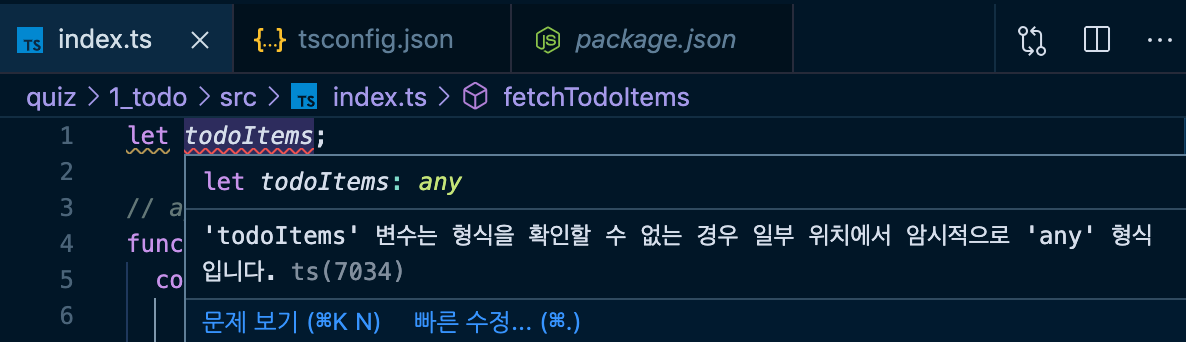 TS index.ts × {...} tsconfig.json JS package.json ...
quiz > 1_todo > src > TS index.ts > fetchTodoItems
1 let todoItems;
2 let todoItems: any
3 // a
'todoItems' 변수는 형식을 확인할 수 없는 경우 일부 위치에서 암시적으로 'any' 형식
4 func
입니다. ts(7034)
5 co
6 문제 보기 (⌘K N) 빠른 수정... (⌘.)